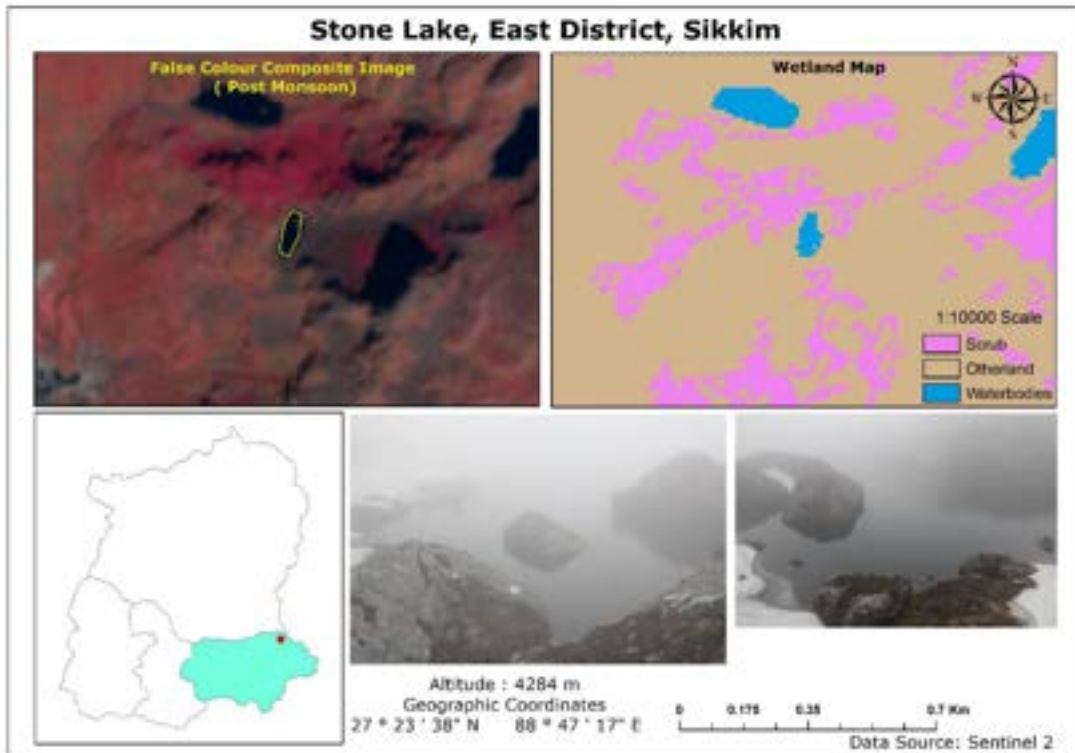 Stone Lake, East District, Sikkim
False Colour Composite Image
( Post Monsoon)
Wetland Map
N
W E
S
1:10000 Scale
Scrub
Otherland
Waterbodies
Altitude : 4284 m
Geographic Coordinates
27 ° 23 ' 38" N 88 ° 47 ' 17" E
0 0.175 0.35 0.7 Km
Data Source: Sentinel 2